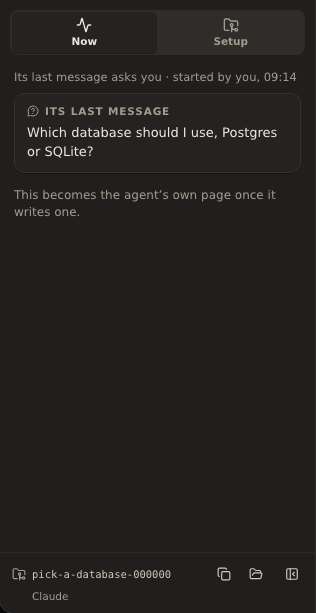 Now
Setup
Its last message asks you · started by you, 09:14
ITS LAST MESSAGE
Which database should I use, Postgres
or SQLite?
This becomes the agent’s own page once it
writes one.
pick-a-database-000000
Claude